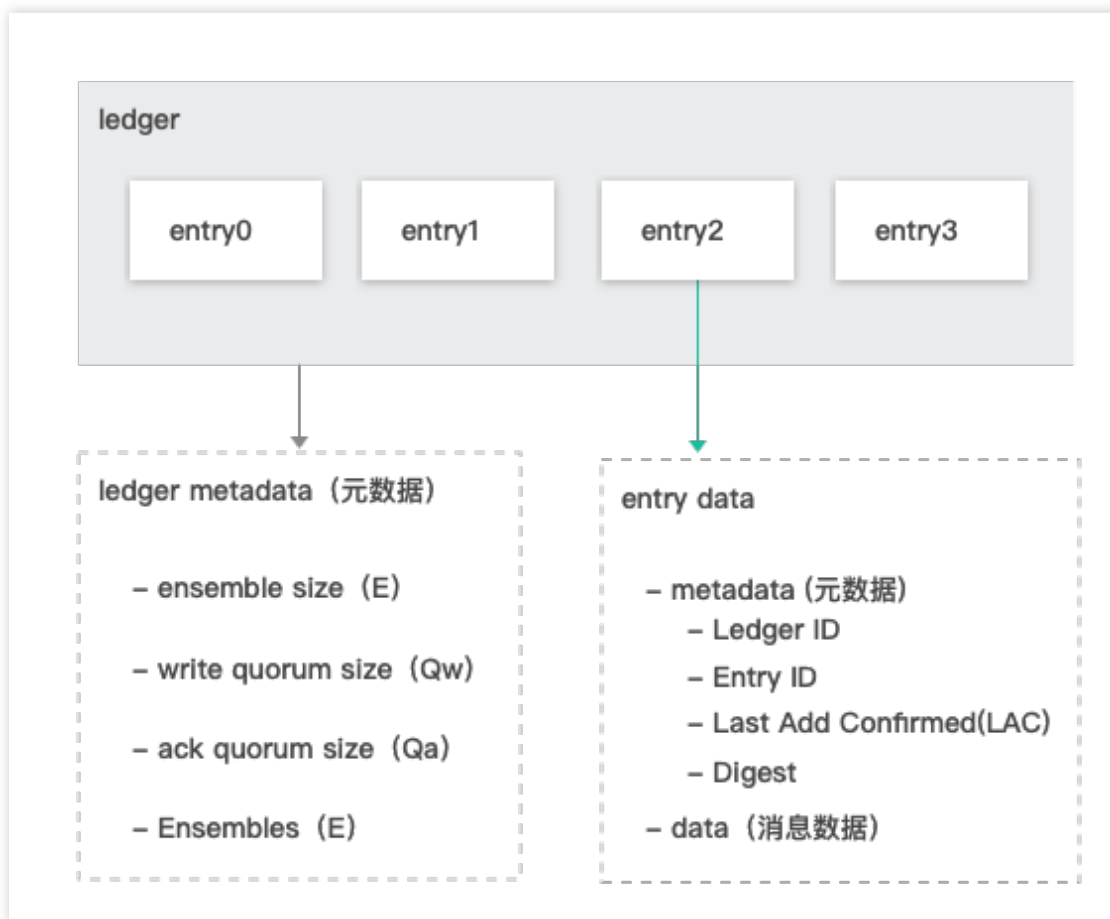 ledger
entry0
entry1
entry2
entry3
ledger metadata（元数据）
– ensemble size（E）
– write quorum size（Qw）
– ack quorum size（Qa）
– Ensembles（E）
entry data
– metadata (元数据）
– Ledger ID
– Entry ID
– Last Add Confirmed(LAC)
– Digest
– data（消息数据）